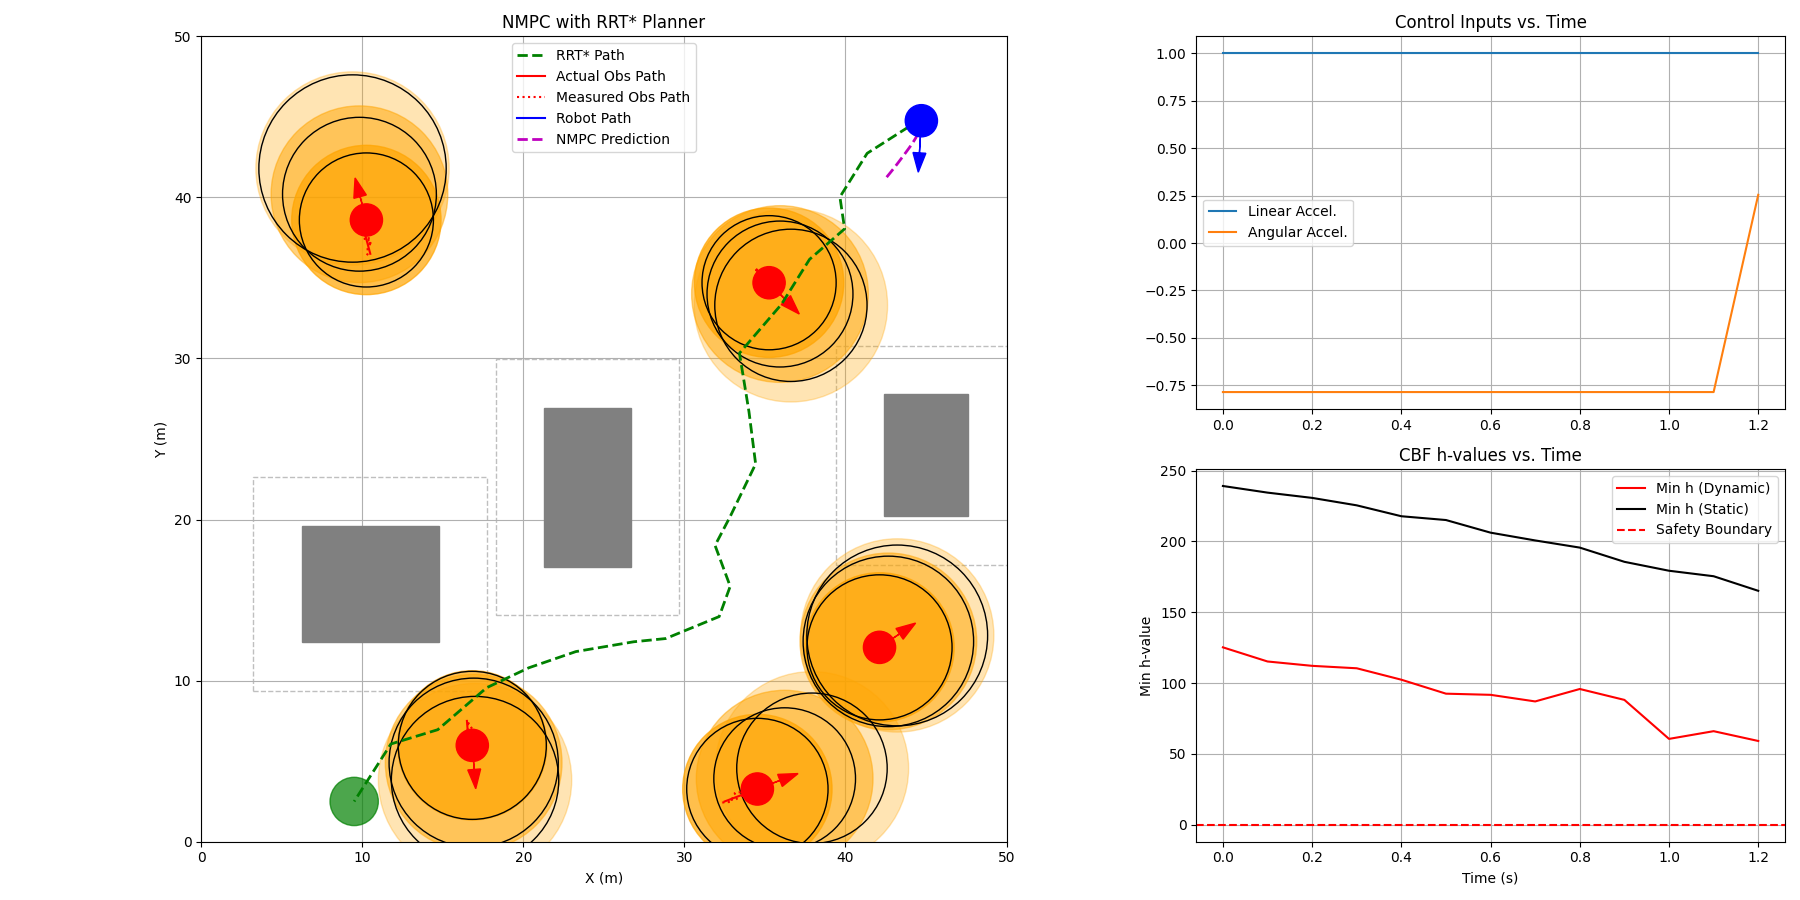 NMPC with RRT* Planner
50
40
30
20
10
0
Y (m)
0
10
20
30
40
50
X (m)
RRT* Path
Actual Obs Path
Measured Obs Path
Robot Path
NMPC Prediction
Control Inputs vs. Time
1.00
0.75
0.50
0.25
0.00
−0.25
−0.50
−0.75
0.0
0.2
0.4
0.6
0.8
1.0
1.2
Linear Accel.
Angular Accel.
CBF h-values vs. Time
250
200
150
100
50
0
Min h-value
0.0
0.2
0.4
0.6
0.8
1.0
1.2
Time (s)
Min h (Dynamic)
Min h (Static)
Safety Boundary